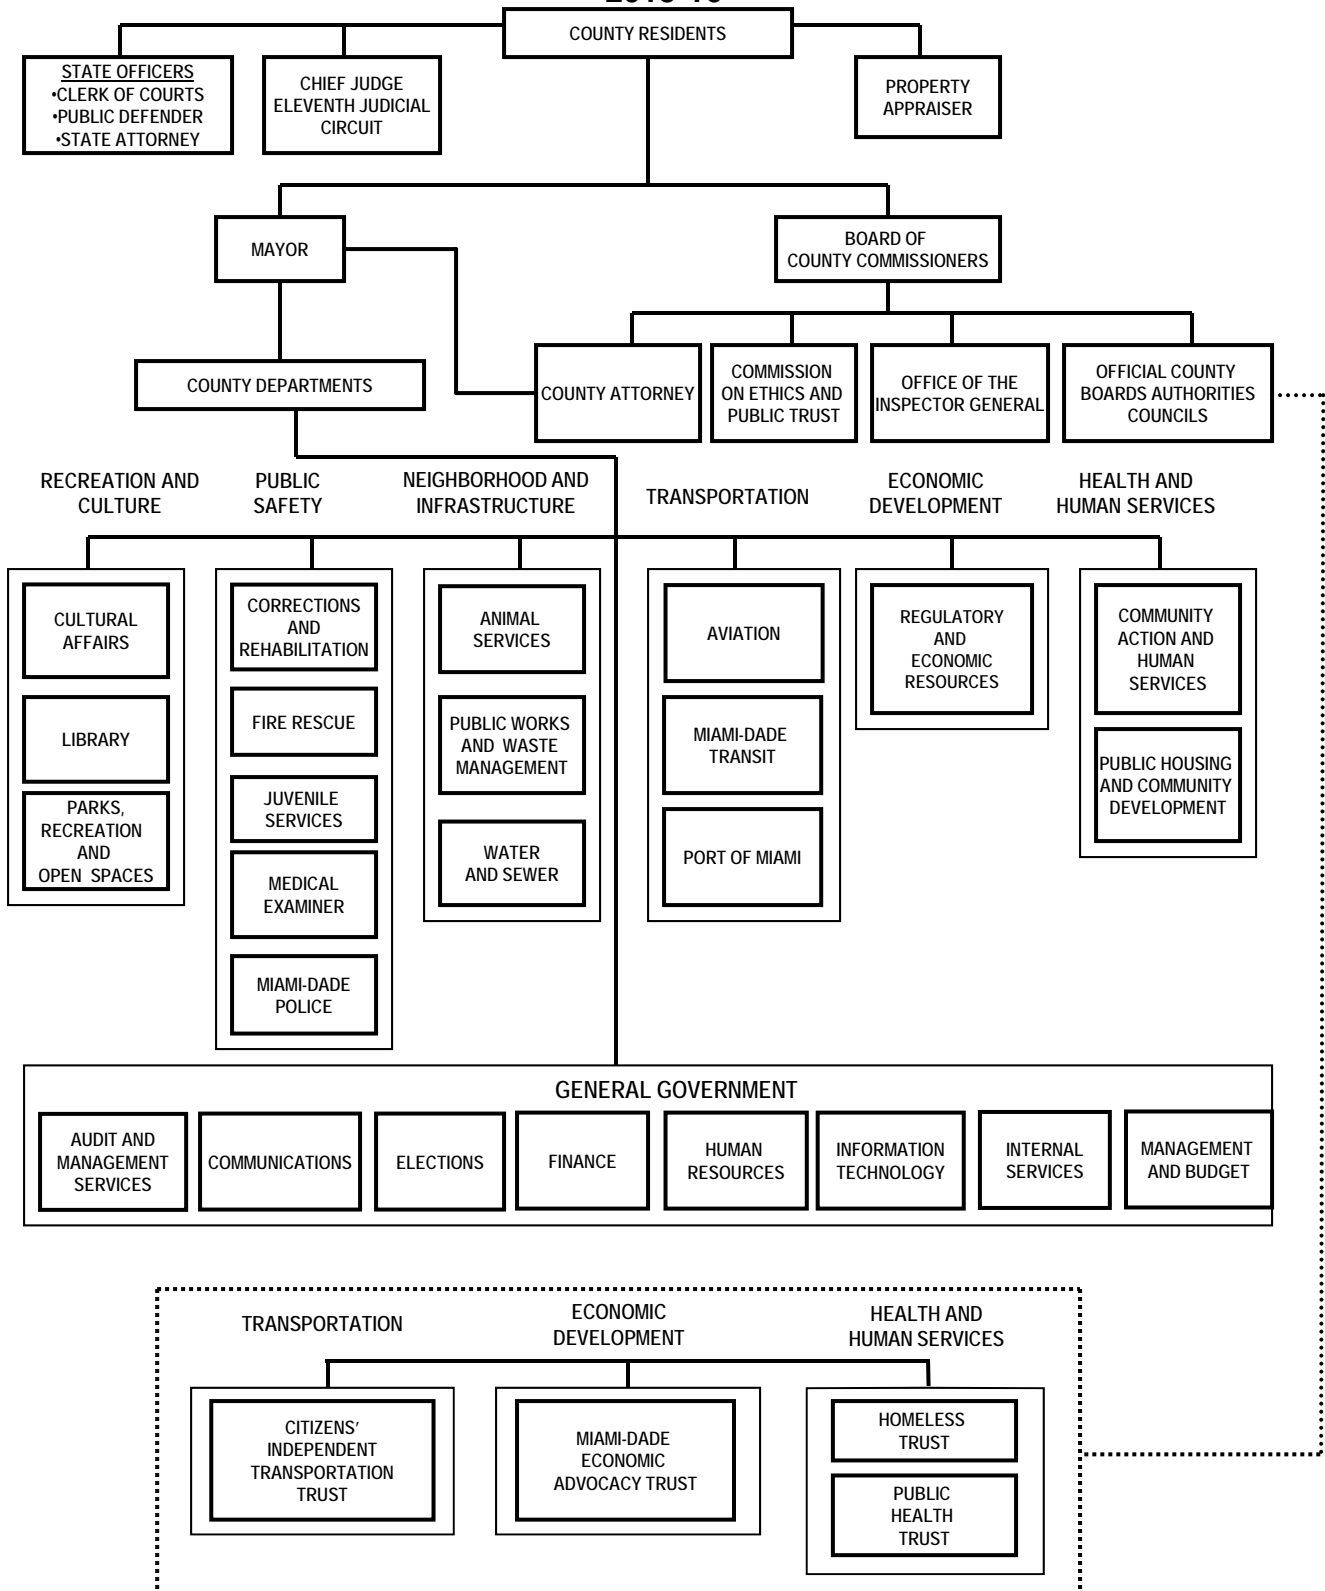 COUNTY RESIDENTS
STATE OFFICERS
•CLERK OF COURTS
•PUBLIC DEFENDER
•STATE ATTORNEY
CHIEF JUDGE
ELEVENTH JUDICIAL
CIRCUIT
PROPERTY
APPRAISER
MAYOR
BOARD OF
COUNTY COMMISSIONERS
COUNTY DEPARTMENTS
COUNTY ATTORNEY
COMMISSION
ON ETHICS AND
PUBLIC TRUST
OFFICE OF THE
INSPECTOR GENERAL
OFFICIAL COUNTY
BOARDS AUTHORITIES
COUNCILS
RECREATION AND
CULTURE
PUBLIC
SAFETY
NEIGHBORHOOD AND
INFRASTRUCTURE
TRANSPORTATION
ECONOMIC
DEVELOPMENT
HEALTH AND
HUMAN SERVICES
CULTURAL
AFFAIRS
LIBRARY
PARKS,
RECREATION
AND
OPEN SPACES
CORRECTIONS
AND
REHABILITATION
FIRE RESCUE
JUVENILE
SERVICES
MEDICAL
EXAMINER
MIAMI-DADE
POLICE
ANIMAL
SERVICES
PUBLIC WORKS
AND WASTE
MANAGEMENT
WATER
AND SEWER
AVIATION
MIAMI-DADE
TRANSIT
PORT OF MIAMI
REGULATORY
AND
ECONOMIC
RESOURCES
COMMUNITY
ACTION AND
HUMAN
SERVICES
PUBLIC HOUSING
AND COMMUNITY
DEVELOPMENT
GENERAL GOVERNMENT
AUDIT AND
MANAGEMENT
SERVICES
COMMUNICATIONS
ELECTIONS
FINANCE
HUMAN
RESOURCES
INFORMATION
TECHNOLOGY
INTERNAL
SERVICES
MANAGEMENT
AND BUDGET
TRANSPORTATION
ECONOMIC
DEVELOPMENT
HEALTH AND
HUMAN SERVICES
CITIZENS'
INDEPENDENT
TRANSPORTATION
TRUST
MIAMI-DADE
ECONOMIC
ADVOCACY TRUST
HOMELESS
TRUST
PUBLIC
HEALTH
TRUST